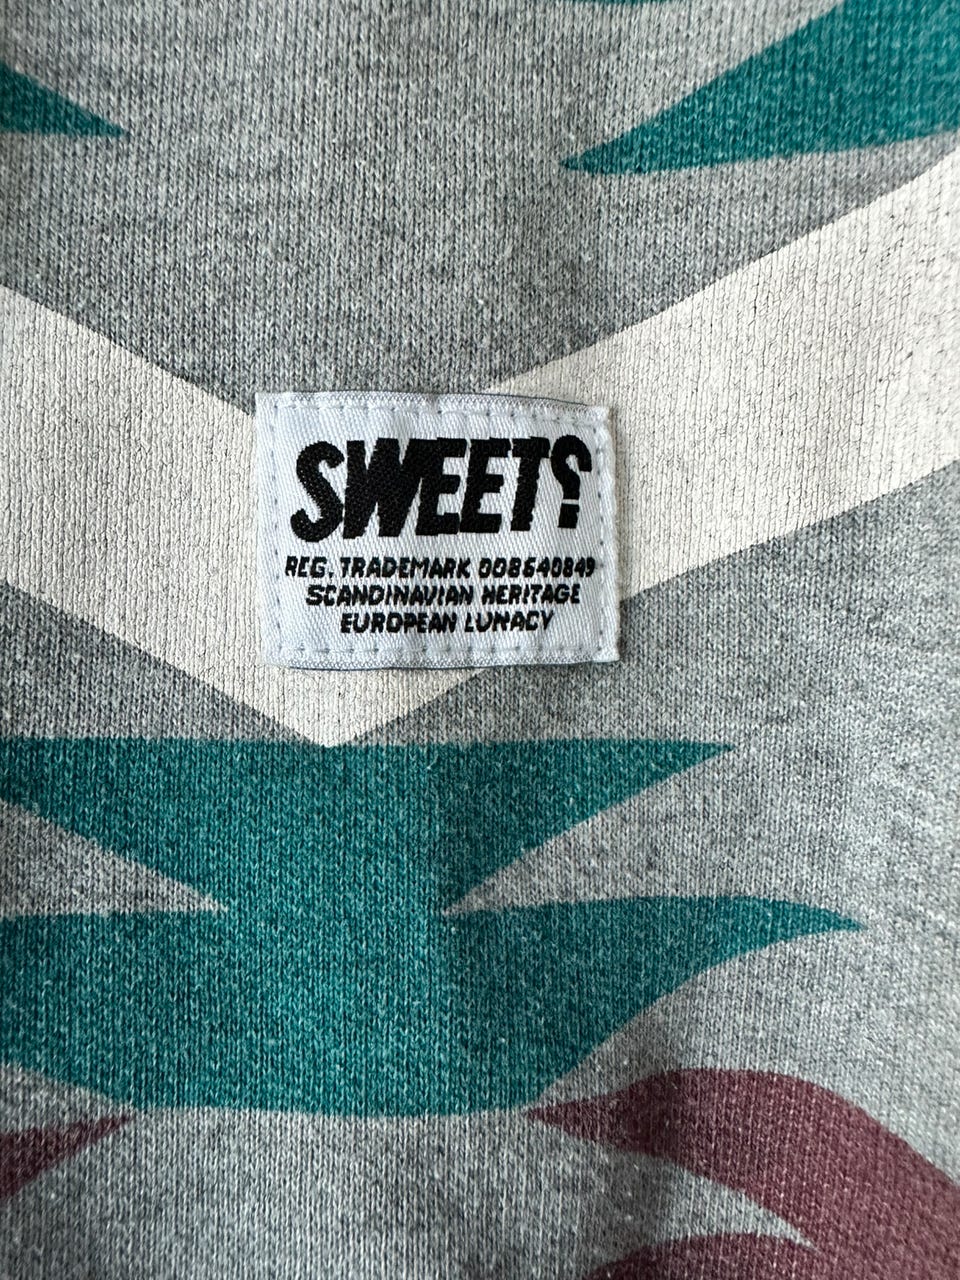 SWEET?
REG. TRADEMARK 008640849
SCANDINAVIAN HERITAGE
EUROPEAN LUNACY